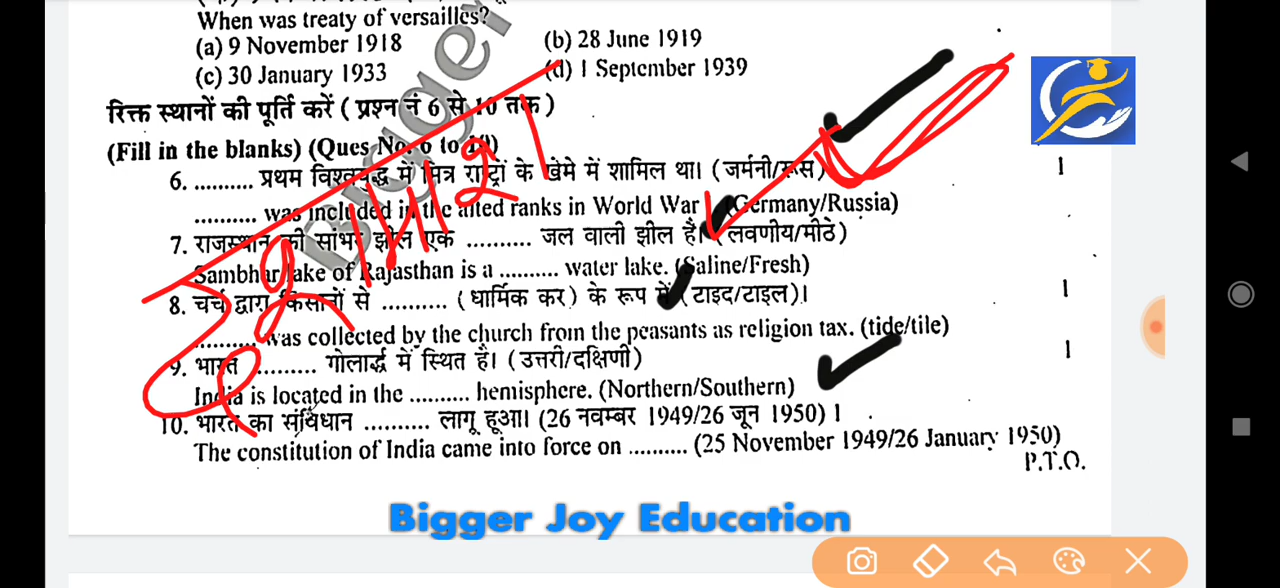 When was treaty of versailles?
(a) 9 November 1918 (b) 28 June 1919
(c) 30 January 1933 (d) 1 September 1939
रिक्त स्थानों की पूर्ति करें ( प्रश्न नं 6 से 10 तक )
(Fill in the blanks) (Ques No. 6 to 10)
6. .......... प्रथम विश्वयुद्ध में मित्र राष्ट्रों के खेमे में शामिल था। (जर्मनी/रूस) 1
.......... was included in the alted ranks in World War (Germany/Russia)
7. राजस्थान की सांभर झील एक .......... जल वाली झील है। (लवणीय/मीठे)
Sambhar lake of Rajasthan is a .......... water lake. (Saline/Fresh)
8. चर्च द्वारा किसानों से .......... (धार्मिक कर) के रूप में (टाइद/टाइल)। 1
.......... was collected by the church from the peasants as religion tax. (tide/tile)
9. भारत .......... गोलार्द्ध में स्थित है। (उत्तरी/दक्षिणी) 1
India is located in the .......... hemisphere. (Northern/Southern)
10. भारत का संविधान .......... लागू हूआ। (26 नवम्बर 1949/26 जून 1950) ।
The constitution of India came into force on .......... (25 November 1949/26 January 1950)
P.T.O.
Bigger Joy Education